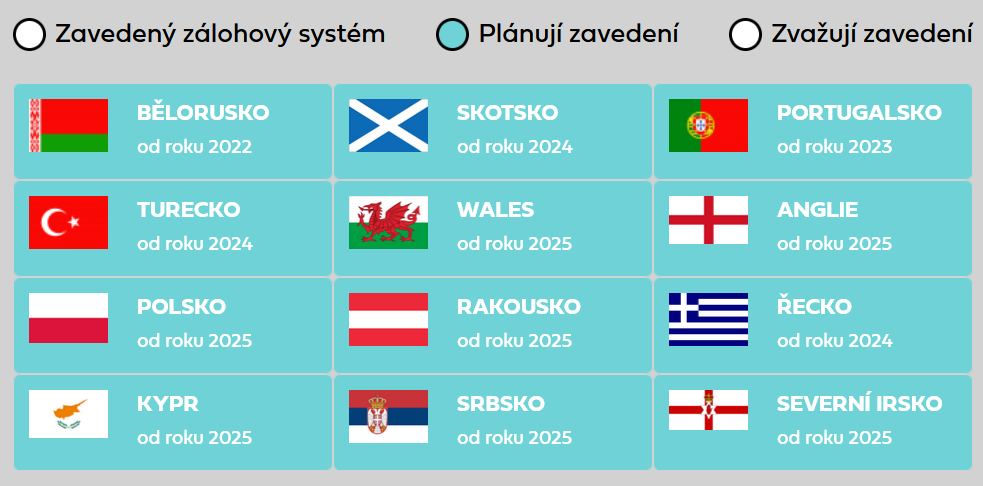 Zavedený zálohový systém
Plánují zavedení
Zvažují zavedení
BĚLORUSKO
od roku 2022
SKOTSKO
od roku 2024
PORTUGALSKO
od roku 2023
TURECKO
od roku 2024
WALES
od roku 2025
ANGLIE
od roku 2025
POLSKO
od roku 2025
RAKOUSKO
od roku 2025
ŘECKO
od roku 2024
KYPR
od roku 2025
SRBSKO
od roku 2025
SEVERNÍ IRSKO
od roku 2025